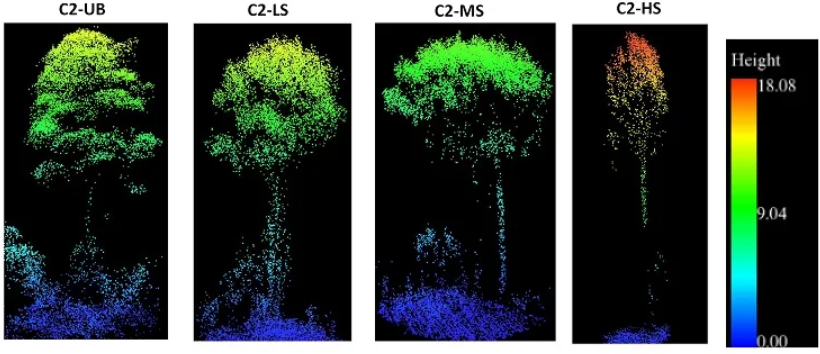 C2-UB
C2-LS
C2-MS
C2-HS
Height
18.08
9.04
0.00